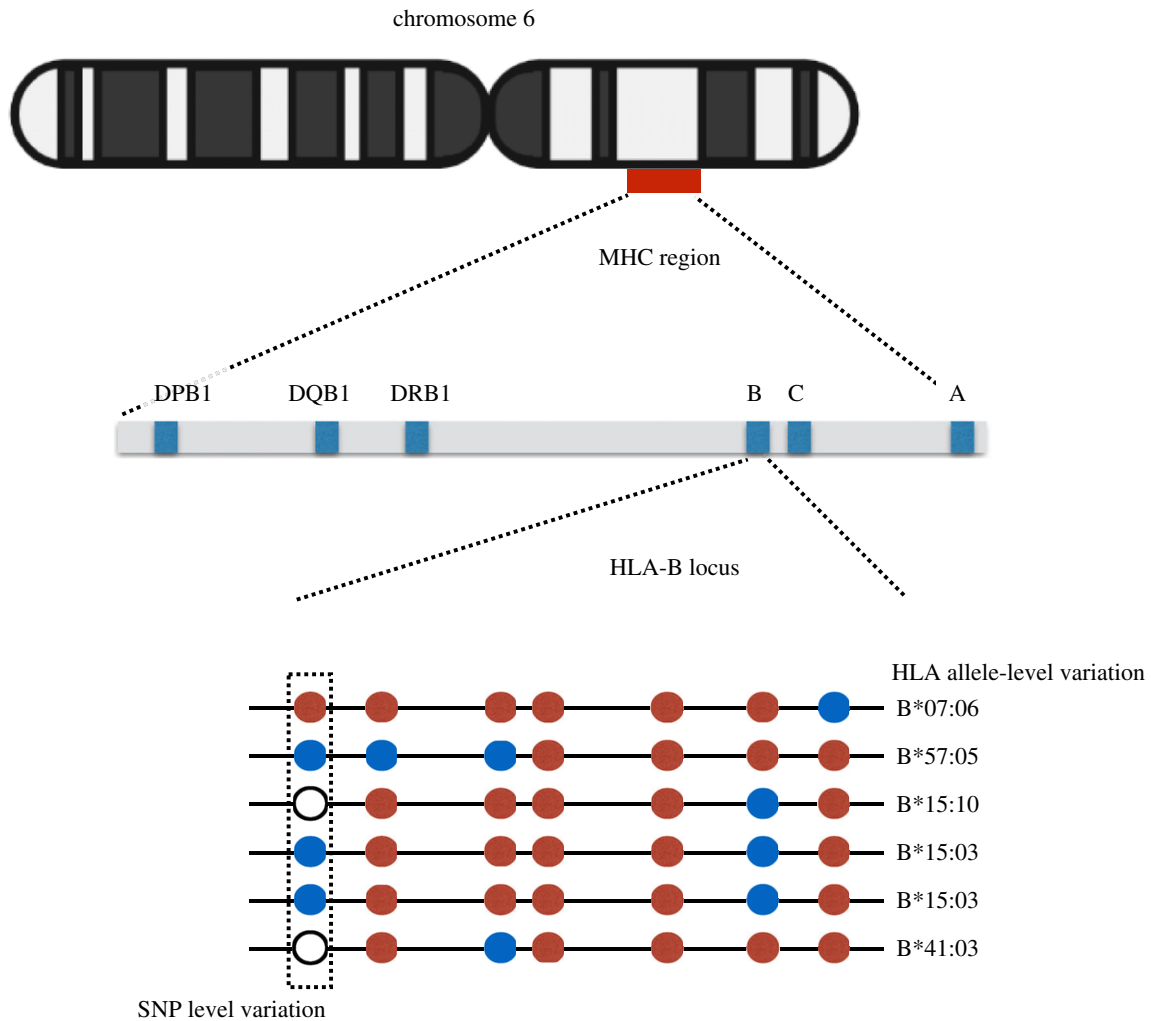 chromosome 6
MHC region
DPB1 DQB1 DRB1 B C A
HLA-B locus
HLA allele-level variation
B*07:06
B*57:05
B*15:10
B*15:03
B*15:03
B*41:03
SNP level variation